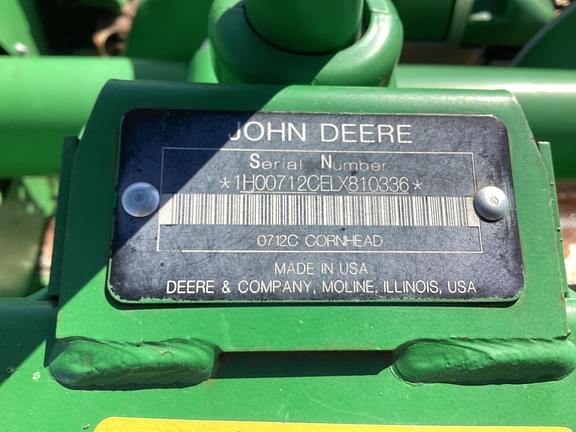 JOHN DEERE
Serial Number
*1H00712CELX810336*
0712C CORNHEAD
MADE IN USA
DEERE & COMPANY, MOLINE, ILLINOIS, USA